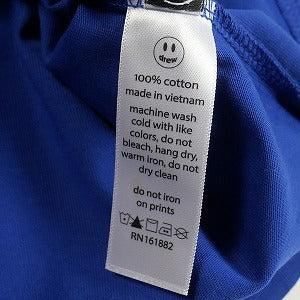 drew
100% cotton
made in vietnam
machine wash
cold with like
colors, do not
bleach, hang dry,
warm iron, do not
dry clean
do not iron
on prints
RN161882